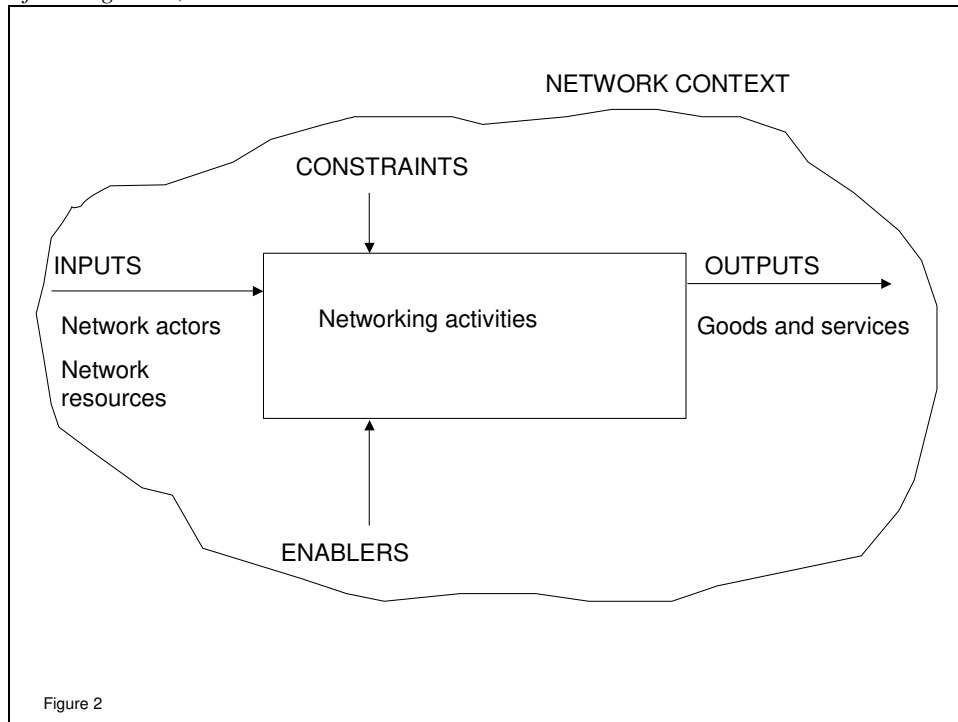 NETWORK CONTEXT
CONSTRAINTS
INPUTS
OUTPUTS
Network actors
Networking activities
Goods and services
Network
resources
ENABLERS
Figure 2